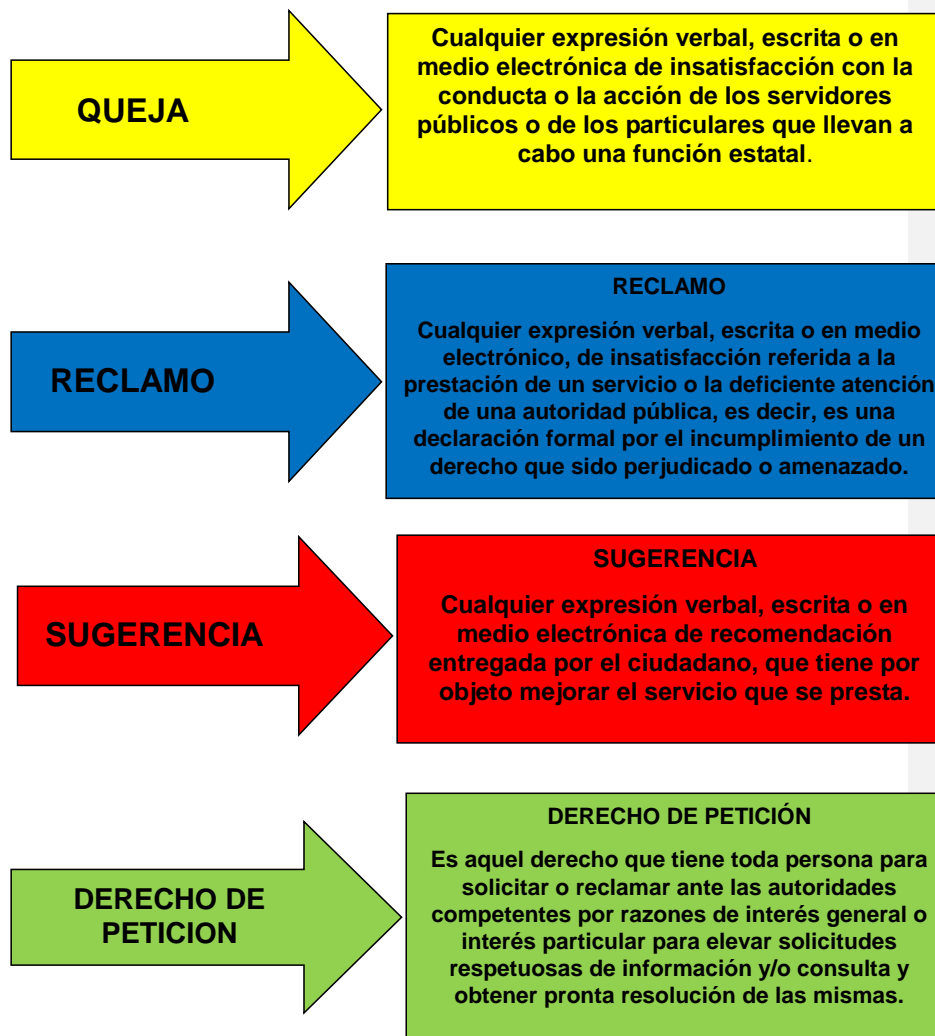 QUEJA
Cualquier expresión verbal, escrita o en
medio electrónica de insatisfacción con la
conducta o la acción de los servidores
públicos o de los particulares que llevan a
cabo una función estatal.
RECLAMO
RECLAMO
Cualquier expresión verbal, escrita o en medio
electrónico, de insatisfacción referida a la
prestación de un servicio o la deficiente atención
de una autoridad pública, es decir, es una
declaración formal por el incumplimiento de un
derecho que sido perjudicado o amenazado.
SUGERENCIA
SUGERENCIA
Cualquier expresión verbal, escrita o en
medio electrónica de recomendación
entregada por el ciudadano, que tiene por
objeto mejorar el servicio que se presta.
DERECHO DE
PETICION
DERECHO DE PETICIÓN
Es aquel derecho que tiene toda persona para
solicitar o reclamar ante las autoridades
competentes por razones de interés general o
interés particular para elevar solicitudes
respetuosas de información y/o consulta y
obtener pronta resolución de las mismas.